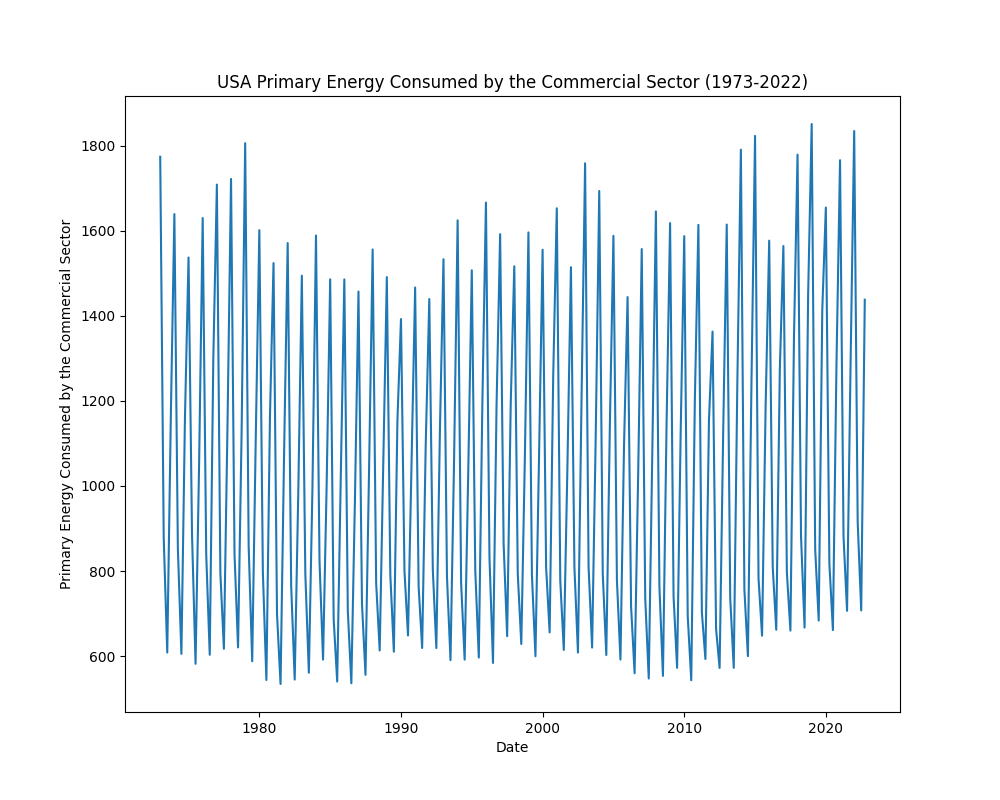 USA Primary Energy Consumed by the Commercial Sector (1973-2022)
Primary Energy Consumed by the Commercial Sector
1800
1600
1400
1200
1000
800
600
1980 1990 2000 2010 2020
Date